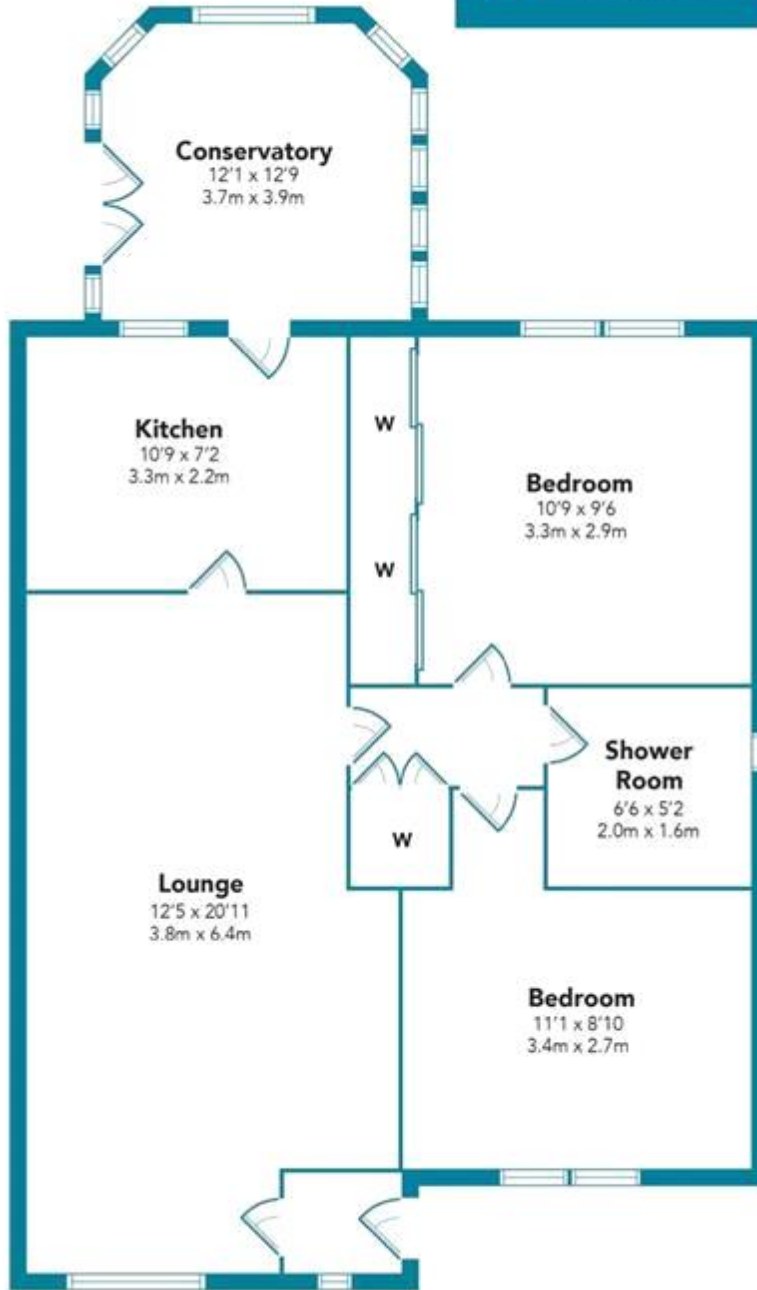 Conservatory
12'1 x 12'9
3.7m x 3.9m
Kitchen
10'9 x 7'2
3.3m x 2.2m
W
W
Bedroom
10'9 x 9'6
3.3m x 2.9m
Shower
Room
6'6 x 5'2
2.0m x 1.6m
W
Lounge
12'5 x 20'11
3.8m x 6.4m
Bedroom
11'1 x 8'10
3.4m x 2.7m